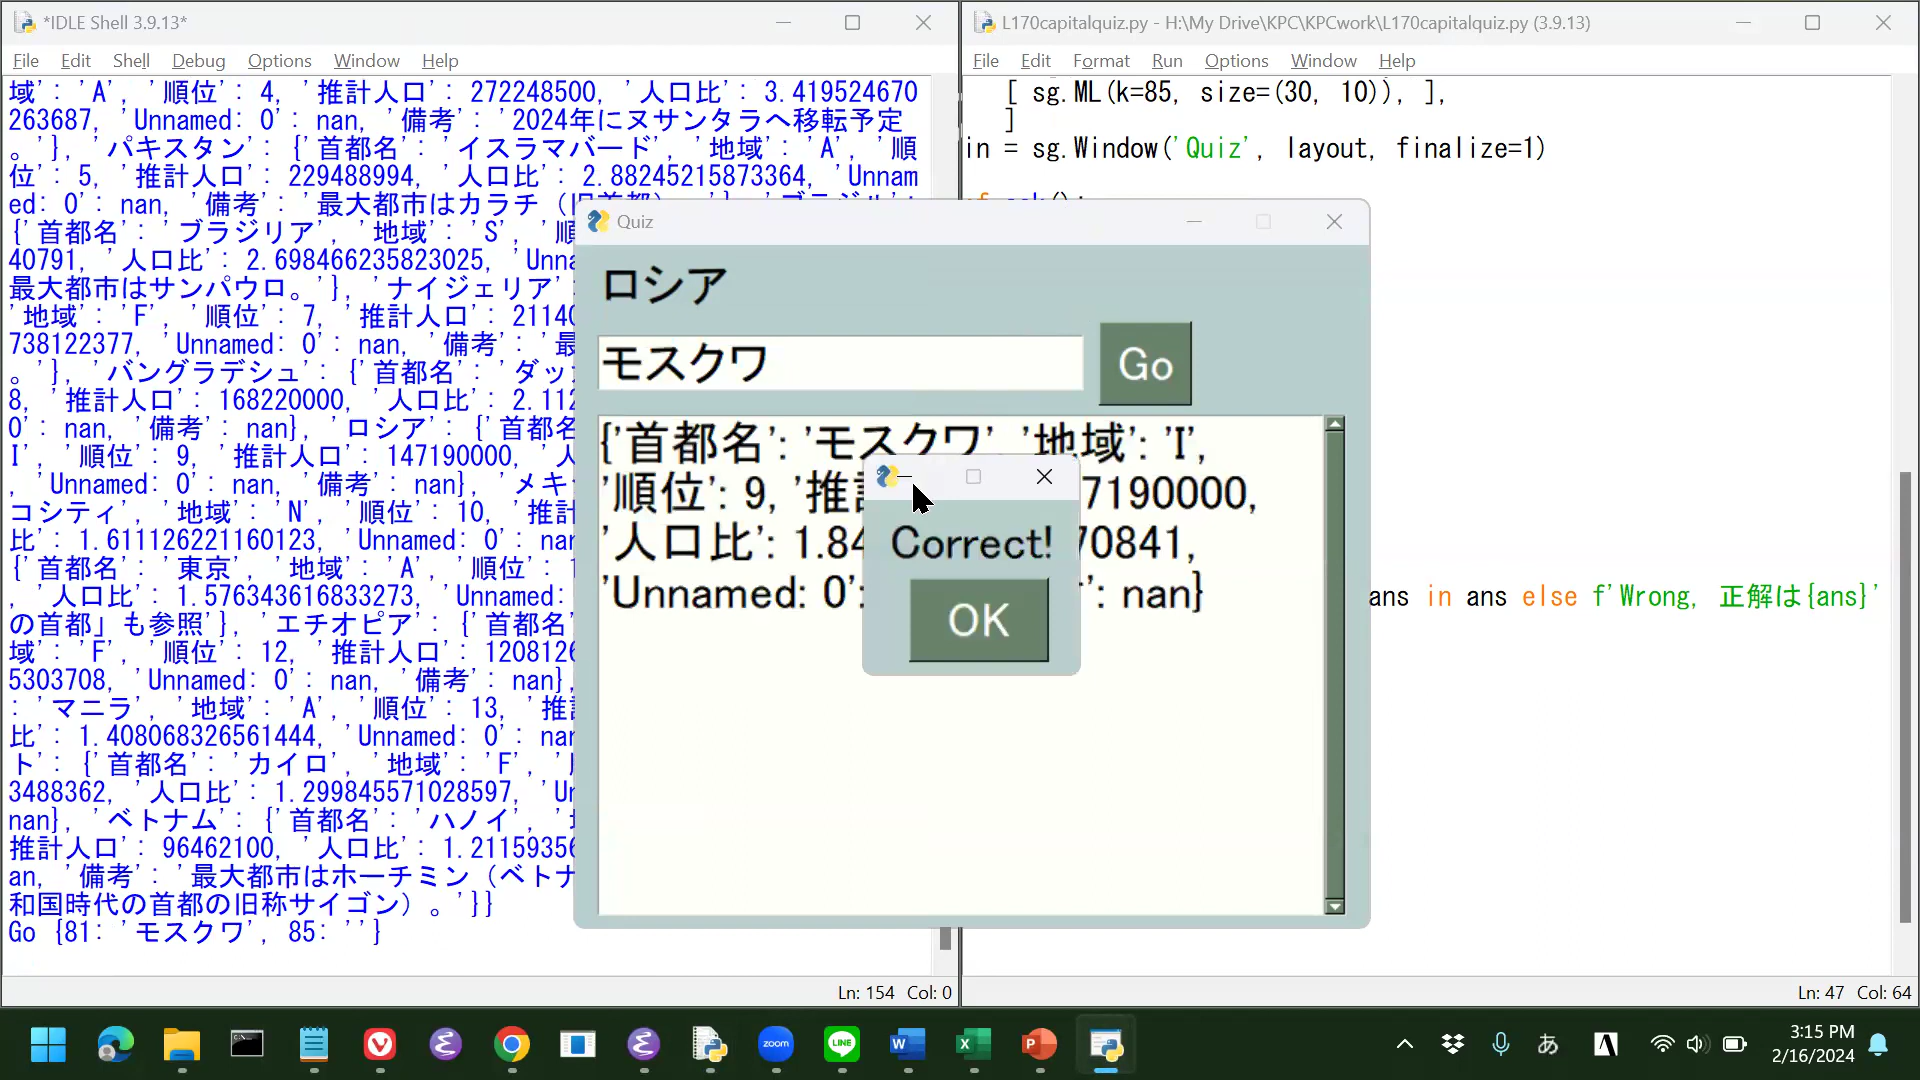 *IDLE Shell 3.9.13*
File Edit Shell Debug Options Window Help
域': 'A', '順位': 4, '推計人口': 272248500, '人口比': 3.419524670
263687, 'Unnamed: 0': nan, '備考': '2024年にヌサンタラへ移転予定
。'}, 'パキスタン': {'首都名': 'イスラマバード', '地域': 'A', '順
位': 5, '推計人口': 229488994, '人口比': 2.88245215873364, 'Unnam
ed: 0': nan, '備考': '最大都市はカラチ（旧首都）
{'首都名': 'ブラジリア', '地域': 'S', '順
40791, '人口比': 2.698466235823025, 'Unna
最大都市はサンパウロ。'}, 'ナイジェリア'
'地域': 'F', '順位': 7, '推計人口': 21140
738122377, 'Unnamed: 0': nan, '備考': '最
。'}, 'バングラデシュ': {'首都名': 'ダッカ
8, '推計人口': 168220000, '人口比': 2.112
0': nan, '備考': nan}, 'ロシア': {'首都名
I', '順位': 9, '推計人口': 147190000, '人
, 'Unnamed: 0': nan, '備考': nan}, 'メキシ
コシティ', '地域': 'N', '順位': 10, '推計
比': 1.611126221160123, 'Unnamed: 0': nan
{'首都名': '東京', '地域': 'A', '順位': 1
, '人口比': 1.576343616833273, 'Unnamed:
の首都」も参照'}, 'エチオピア': {'首都名'
域': 'F', '順位': 12, '推計人口': 1208126
5303708, 'Unnamed: 0': nan, '備考': nan},
: 'マニラ', '地域': 'A', '順位': 13, '推計
比': 1.408068326561444, 'Unnamed: 0': nan
ト': {'首都名': 'カイロ', '地域': 'F', '
3488362, '人口比': 1.299845571028597, 'Un
nan}, 'ベトナム': {'首都名': 'ハノイ', '
推計人口': 96462100, '人口比': 1.21159356
an, '備考': '最大都市はホーチミン（ベトナ
和国時代の首都の旧称サイゴン）。'}}
Go {81: 'モスクワ', 85: ''}
Ln: 154 Col: 0
L170capitalquiz.py - H:\My Drive\KPC\KPCwork\L170capitalquiz.py (3.9.13)
File Edit Format Run Options Window Help
[ sg.ML(k=85, size=(30, 10)), ],
]
in = sg.Window('Quiz', layout, finalize=1)
ans in ans else f'Wrong, 正解は{ans}'
Ln: 47 Col: 64
Quiz
ロシア
モスクワ
Go
{'首都名': 'モスクワ', '地域': 'I',
'順位': 9, '推 7190000,
'人口比': 1.84 70841,
'Unnamed: 0': ': nan}
Correct!
OK
zoom
LINE
W
X
P
あ
A
3:15 PM
2/16/2024